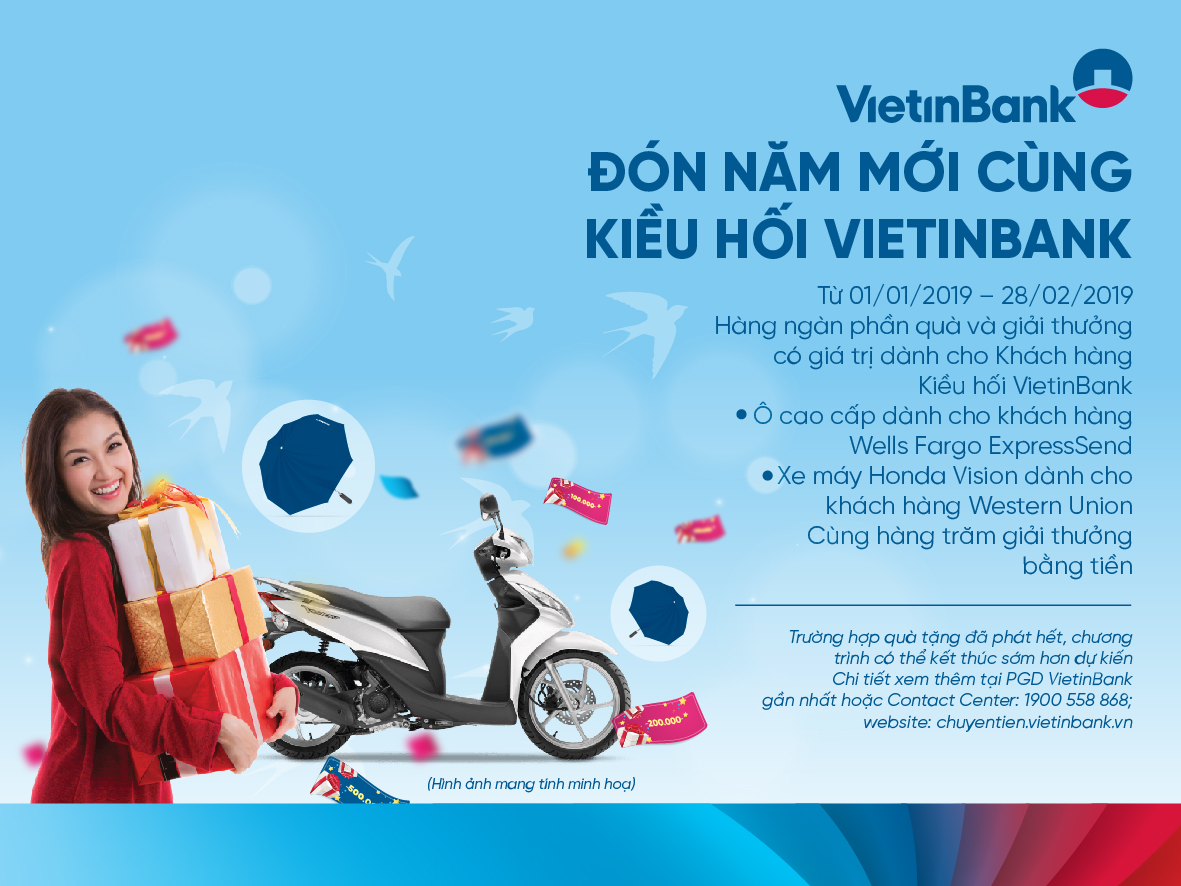 VietinBank
ĐÓN NĂM MỚI CÙNG
KIỀU HỐI VIETINBANK
Từ 01/01/2019 – 28/02/2019
Hàng ngàn phần quà và giải thưởng
có giá trị dành cho Khách hàng
Kiều hối VietinBank
• Ô cao cấp dành cho khách hàng
Wells Fargo ExpressSend
• Xe máy Honda Vision dành cho
khách hàng Western Union
Cùng hàng trăm giải thưởng
bằng tiền
Trường hợp quà tặng đã phát hết, chương
trình có thể kết thúc sớm hơn dự kiến
Chi tiết xem thêm tại PGD VietinBank
gần nhất hoặc Contact Center: 1900 558 868;
website: chuyentien.vietinbank.vn
100.000
200.000
500.0
(Hình ảnh mang tính minh hoạ)